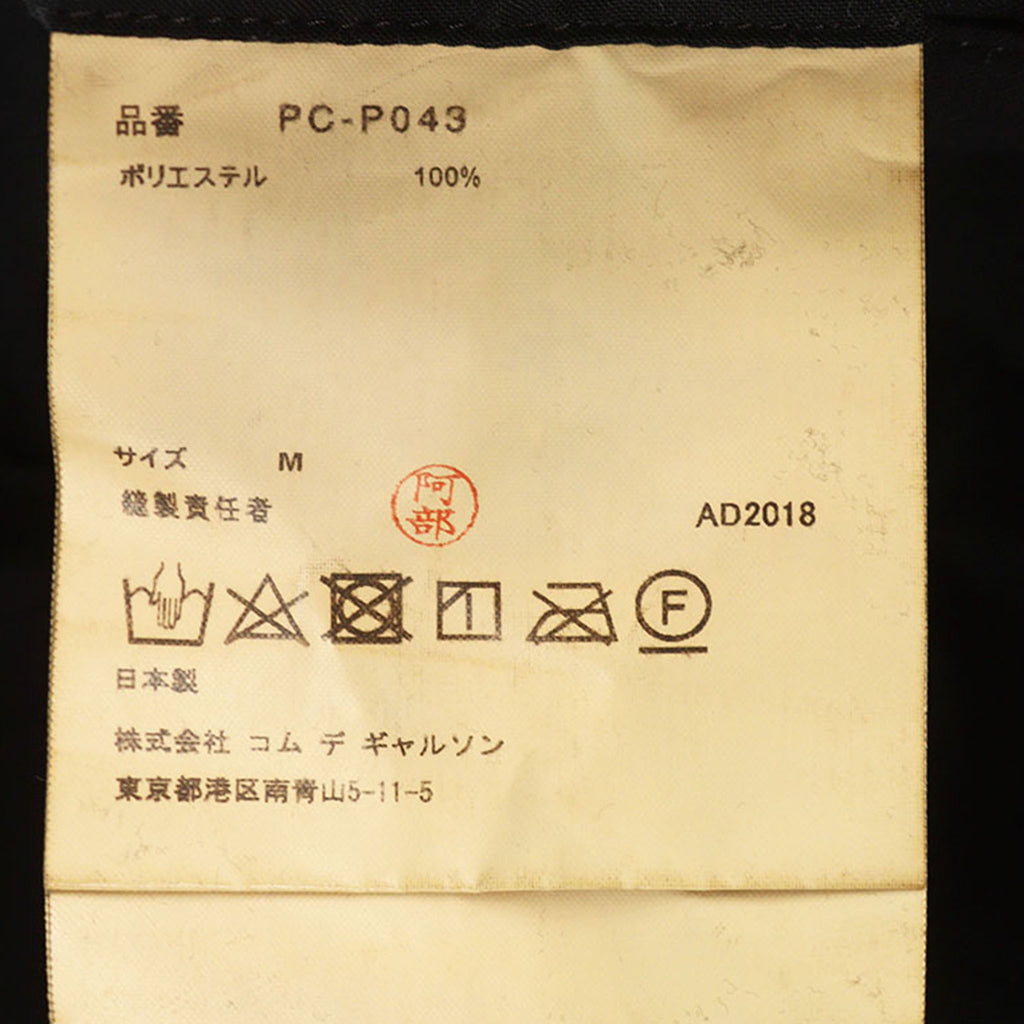 品番 PC-P043
ポリエステル 100%
サイズ M
縫製責任者 阿部 AD2018
F
日本製
株式会社 コム デ ギャルソン
東京都港区南青山5-11-5